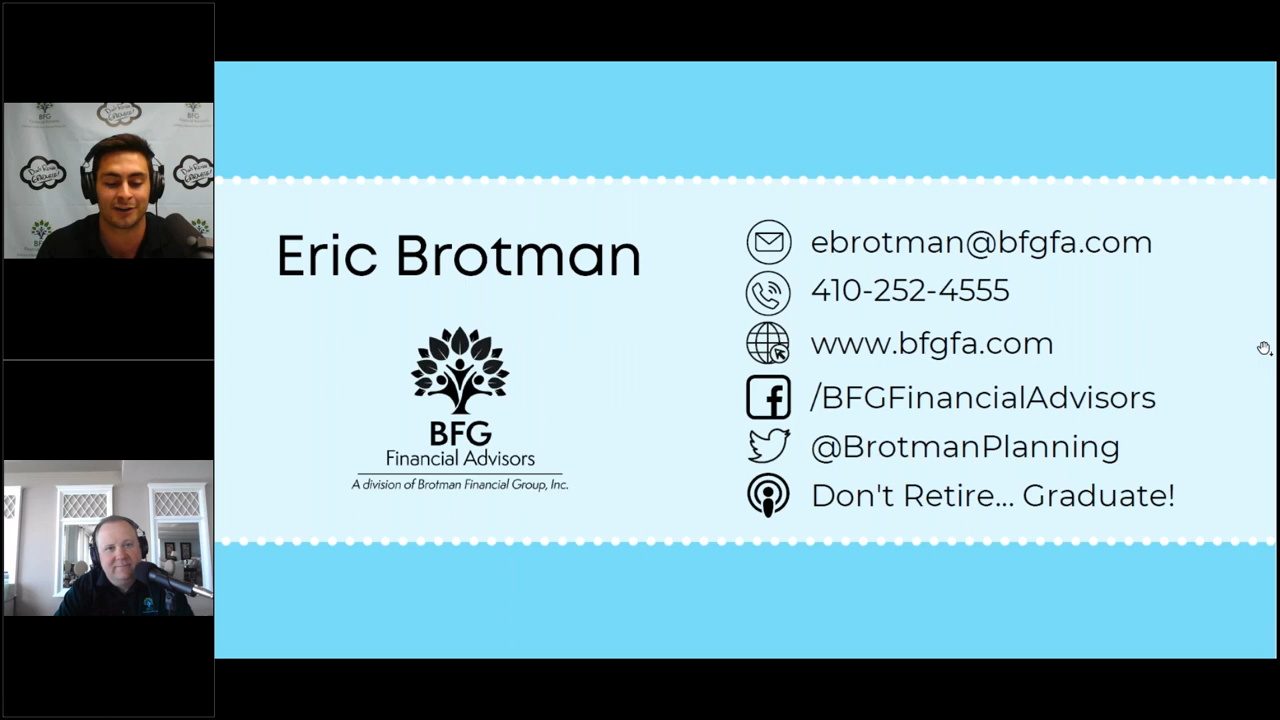 Eric Brotman
BFG
Financial Advisors
A division of Brotman Financial Group, Inc.
ebrotman@bfgfa.com
410-252-4555
www.bfgfa.com
/BFGFinancialAdvisors
@BrotmanPlanning
Don't Retire... Graduate!